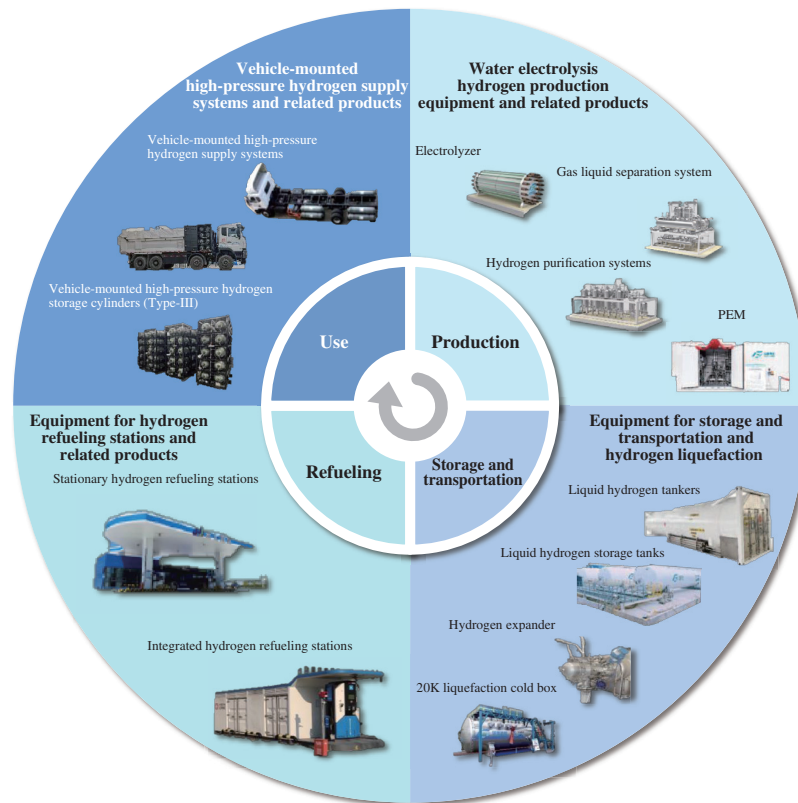 Vehicle-mounted
high-pressure hydrogen supply
systems and related products
Vehicle-mounted high-pressure
hydrogen supply systems
Vehicle-mounted high-pressure hydrogen
storage cylinders (Type-III)
Use
Water electrolysis
hydrogen production
equipment and related products
Electrolyzer
Gas liquid separation system
Hydrogen purification systems
PEM
Production
Equipment for hydrogen
refueling stations and
related products
Stationary hydrogen refueling stations
Integrated hydrogen refueling stations
Refueling
Storage and
transportation
Equipment for storage and
transportation and
hydrogen liquefaction
Liquid hydrogen tankers
Liquid hydrogen storage tanks
Hydrogen expander
20K liquefaction cold box